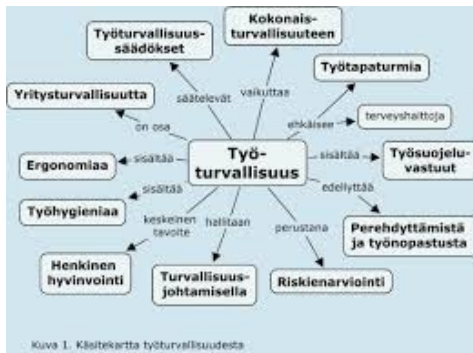 Työturvallisuus-
säädökset
Kokonais-
turvallisuuteen
Työtapaturmia
Yritysturvallisuutta
säätelevät
vaikuttaa
ehkäisee
terveyshaittoja
on osa
Ergonomiaa
sisältää
Työ-
turvallisuus
sisältää
Työsuojelu-
vastuut
Työhygieniaa
sisältää
edellyttää
keskeinen
tavoite
hallitaan
perustana
Perehdyttämistä
ja työnopastusta
Henkinen
hyvinvointi
Turvallisuus-
johtamisella
Riskienarviointi
Kuva 1. Käsitekartta työturvallisuudesta